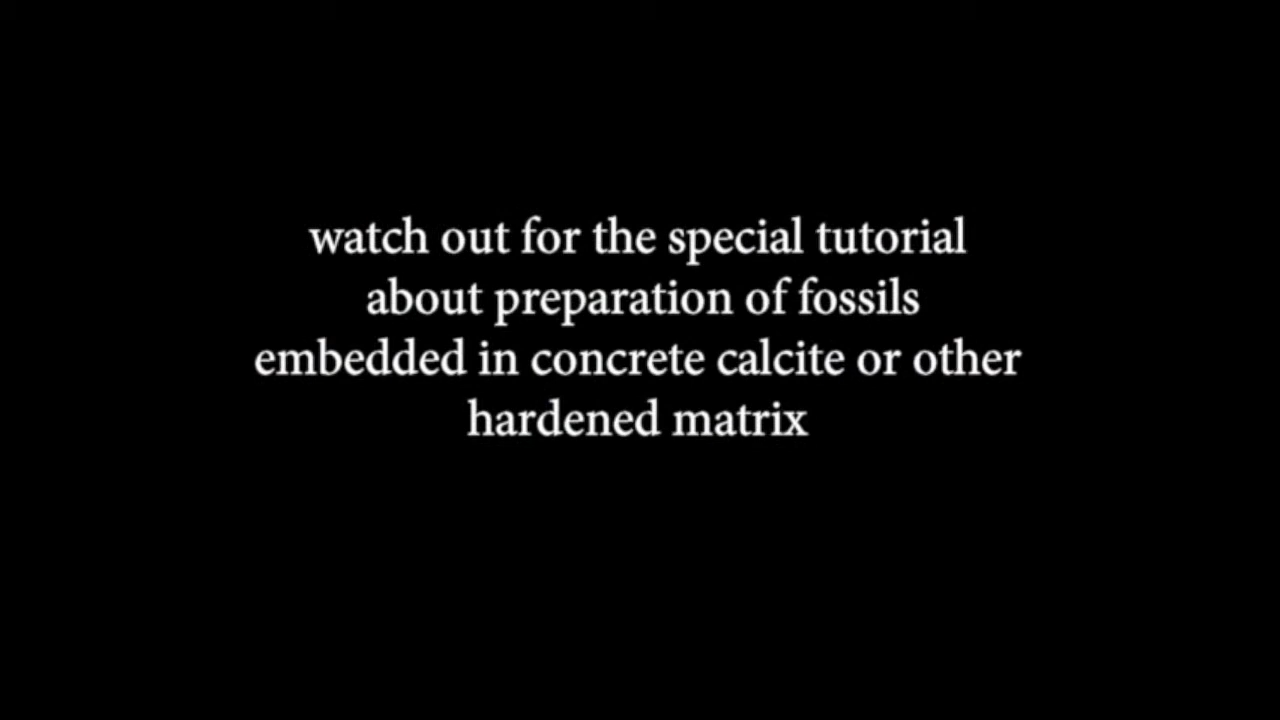 watch out for the special tutorial
about preparation of fossils
embedded in concrete calcite or other
hardened matrix